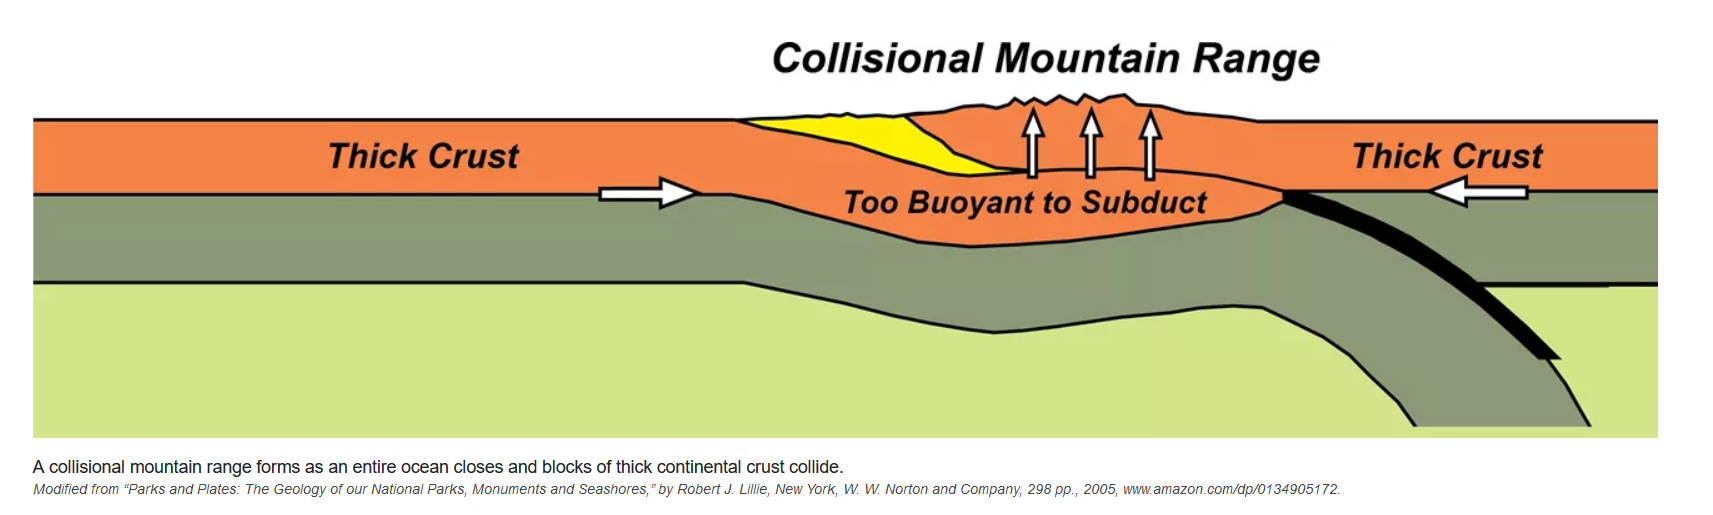 Collisional Mountain Range
Thick Crust
Thick Crust
Too Buoyant to Subduct
A collisional mountain range forms as an entire ocean closes and blocks of thick continental crust collide.
Modified from “Parks and Plates: The Geology of our National Parks, Monuments and Seashores,” by Robert J. Lillie, New York, W. W. Norton and Company, 298 pp., 2005, www.amazon.com/dp/0134905172.